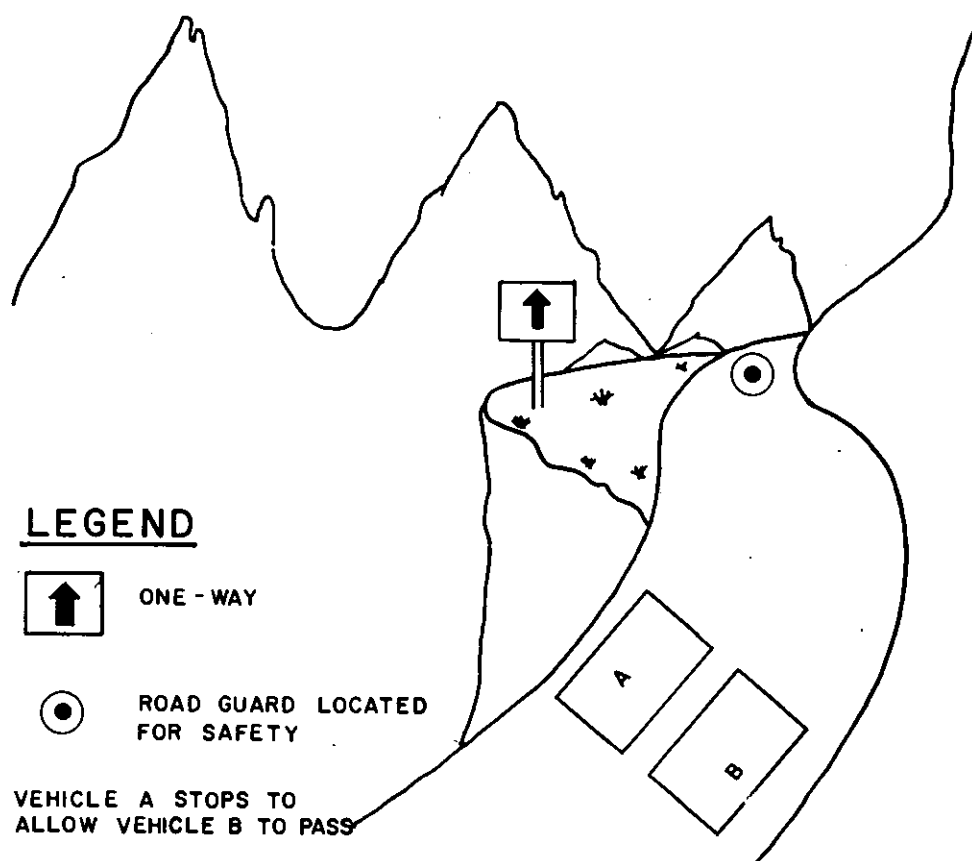 LEGEND
ONE-WAY
ROAD GUARD LOCATED
FOR SAFETY
VEHICLE A STOPS TO
ALLOW VEHICLE B TO PASS
A
B